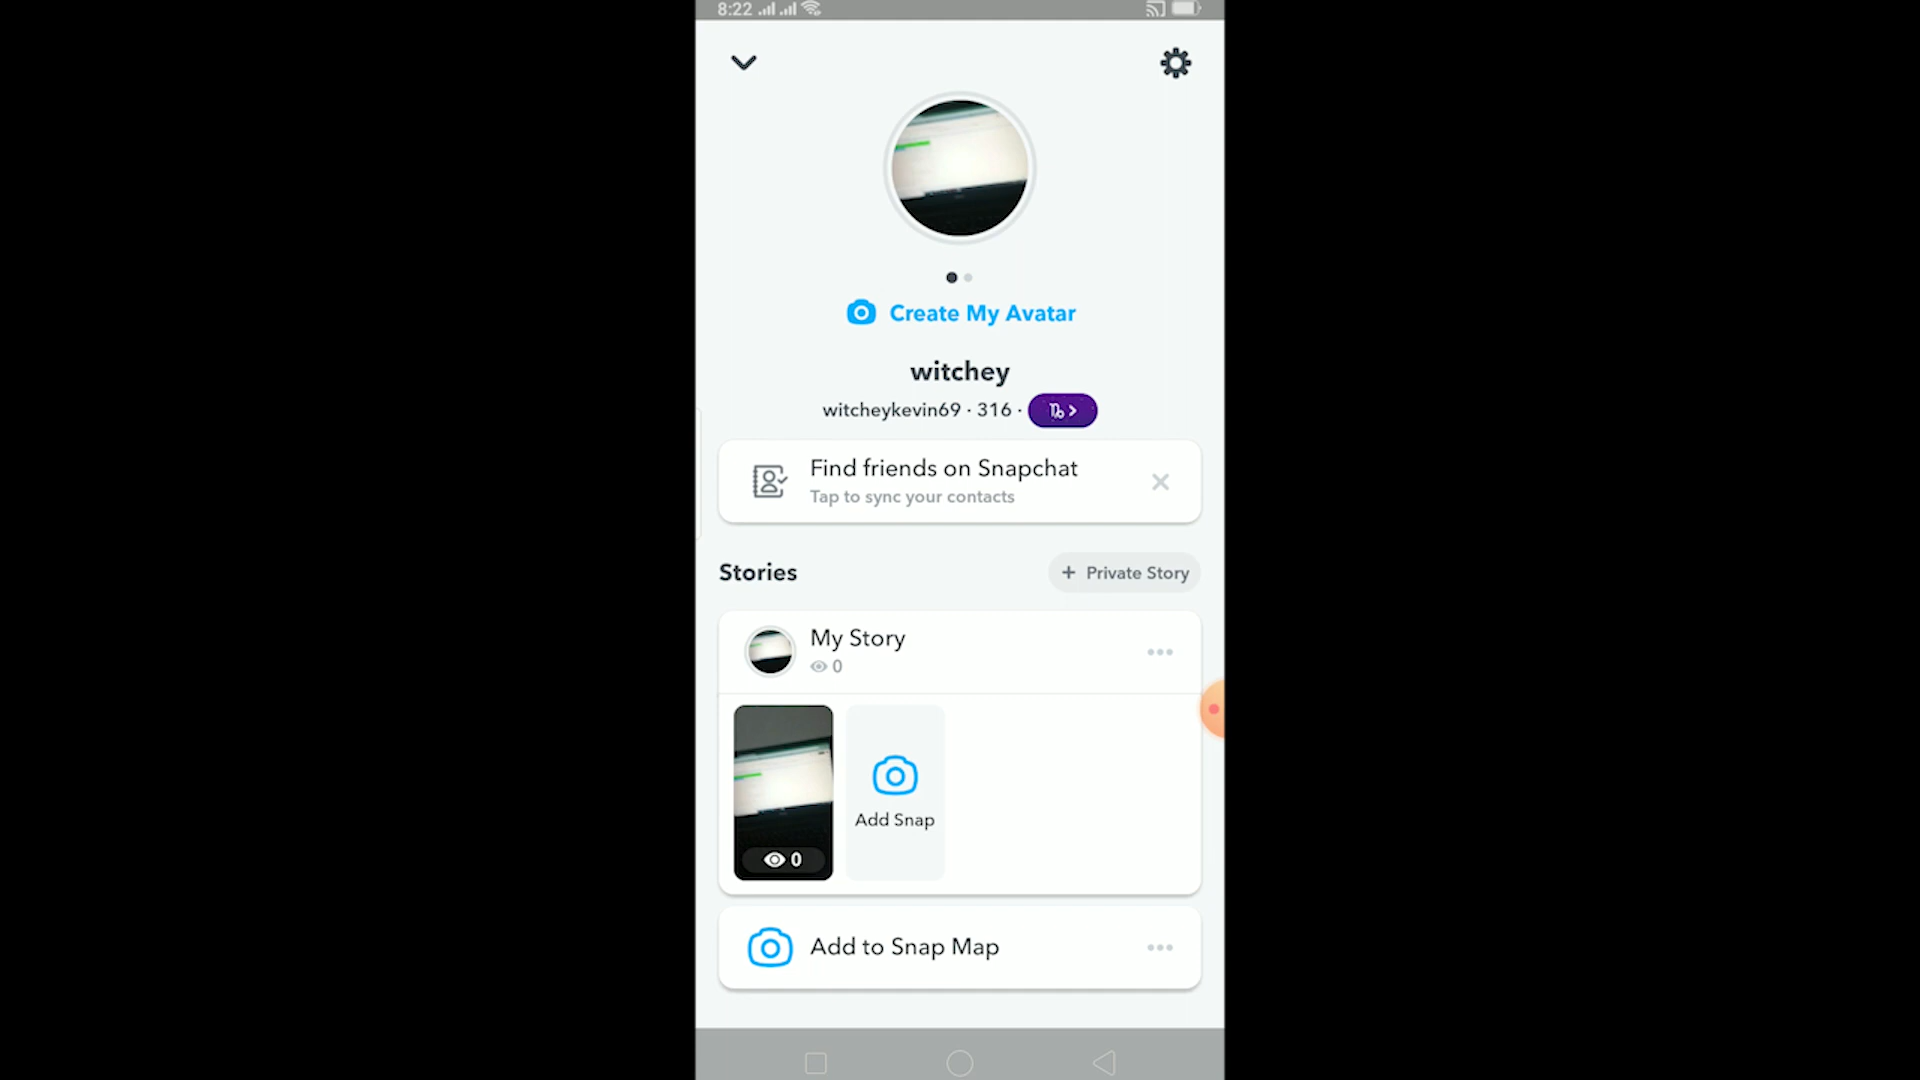 8:22
Create My Avatar
witchey
witcheykevin69 · 316 ·
Find friends on Snapchat
Tap to sync your contacts
Stories
+ Private Story
My Story
0
0
Add Snap
Add to Snap Map